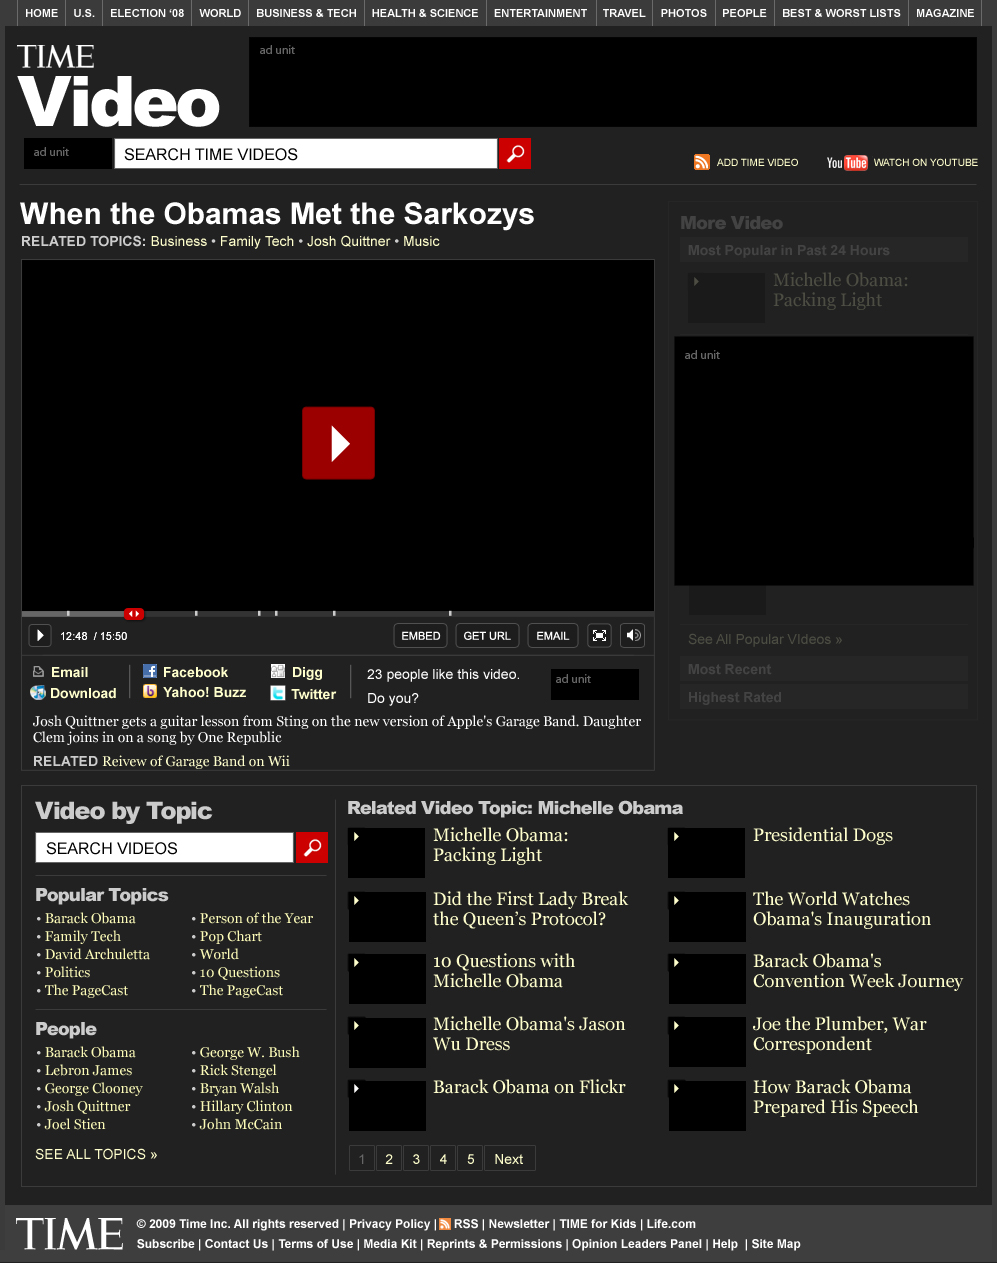 HOME U.S. ELECTION ‘08 WORLD BUSINESS & TECH HEALTH & SCIENCE ENTERTAINMENT TRAVEL PHOTOS PEOPLE BEST & WORST LISTS MAGAZINE
TIME
Video
ad unit
ad unit
SEARCH TIME VIDEOS
ADD TIME VIDEO
YouTube WATCH ON YOUTUBE
When the Obamas Met the Sarkozys
RELATED TOPICS: Business • Family Tech • Josh Quittner • Music
12:48 / 15:50
EMBED GET URL EMAIL
Email Facebook Digg
Download Yahoo! Buzz Twitter
23 people like this video.
Do you?
ad unit
Josh Quittner gets a guitar lesson from Sting on the new version of Apple's Garage Band. Daughter
Clem joins in on a song by One Republic
RELATED Reivew of Garage Band on Wii
More Video
Most Popular in Past 24 Hours
Michelle Obama:
Packing Light
ad unit
See All Popular VIdeos »
Most Recent
Highest Rated
Video by Topic
SEARCH VIDEOS
Popular Topics
• Barack Obama
• Family Tech
• David Archuletta
• Politics
• The PageCast
• Person of the Year
• Pop Chart
• World
• 10 Questions
• The PageCast
People
• Barack Obama
• Lebron James
• George Clooney
• Josh Quittner
• Joel Stien
• George W. Bush
• Rick Stengel
• Bryan Walsh
• Hillary Clinton
• John McCain
SEE ALL TOPICS »
Related Video Topic: Michelle Obama
Michelle Obama:
Packing Light
Did the First Lady Break
the Queen’s Protocol?
10 Questions with
Michelle Obama
Michelle Obama's Jason
Wu Dress
Barack Obama on Flickr
Presidential Dogs
The World Watches
Obama's Inauguration
Barack Obama's
Convention Week Journey
Joe the Plumber, War
Correspondent
How Barack Obama
Prepared His Speech
1 2 3 4 5 Next
TIME
© 2009 Time Inc. All rights reserved | Privacy Policy | RSS | Newsletter | TIME for Kids | Life.com
Subscribe | Contact Us | Terms of Use | Media Kit | Reprints & Permissions | Opinion Leaders Panel | Help | Site Map